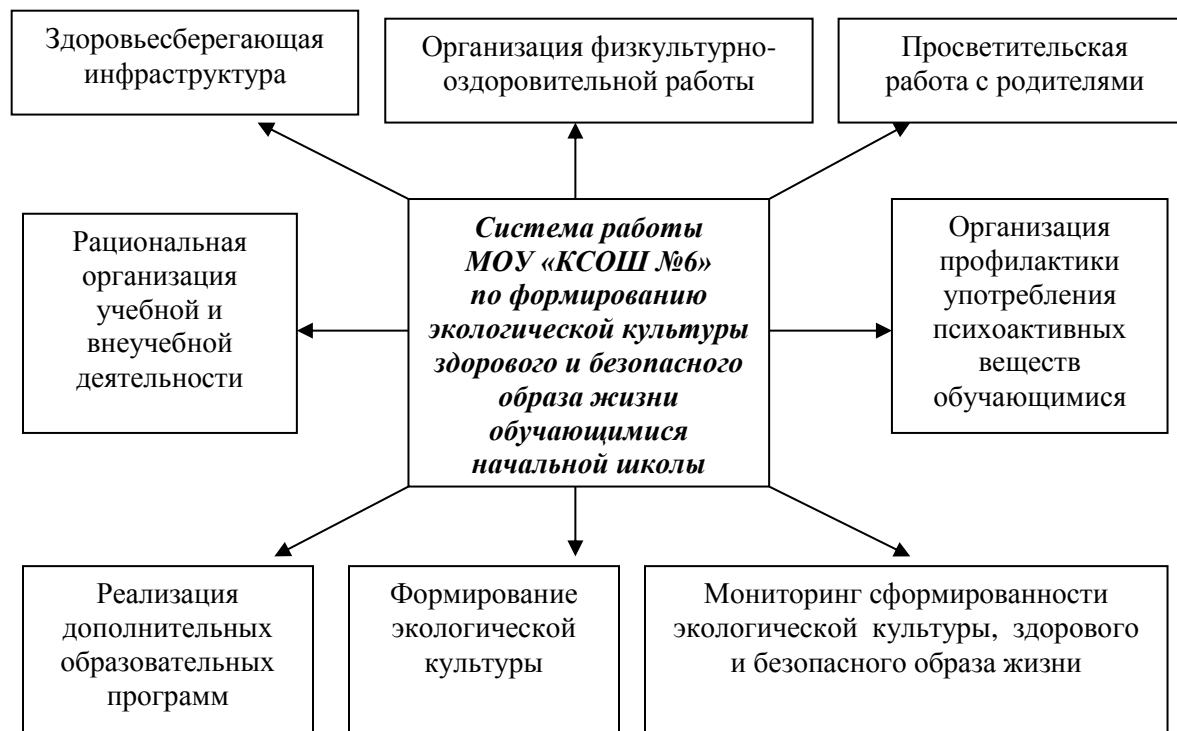 Здоровьесберегающая
инфраструктура
Организация физкультурно-
оздоровительной работы
Просветительская
работа с родителями
Рациональная
организация
учебной и
внеучебной
деятельности
Система работы
МОУ «КСОШ №6»
по формированию
экологической культуры
здорового и безопасного
образа жизни
обучающимися
начальной школы
Организация
профилактики
употребления
психоактивных
веществ
обучающимися
Реализация
дополнительных
образовательных
программ
Формирование
экологической
культуры
Мониторинг сформированности
экологической культуры, здорового
и безопасного образа жизни